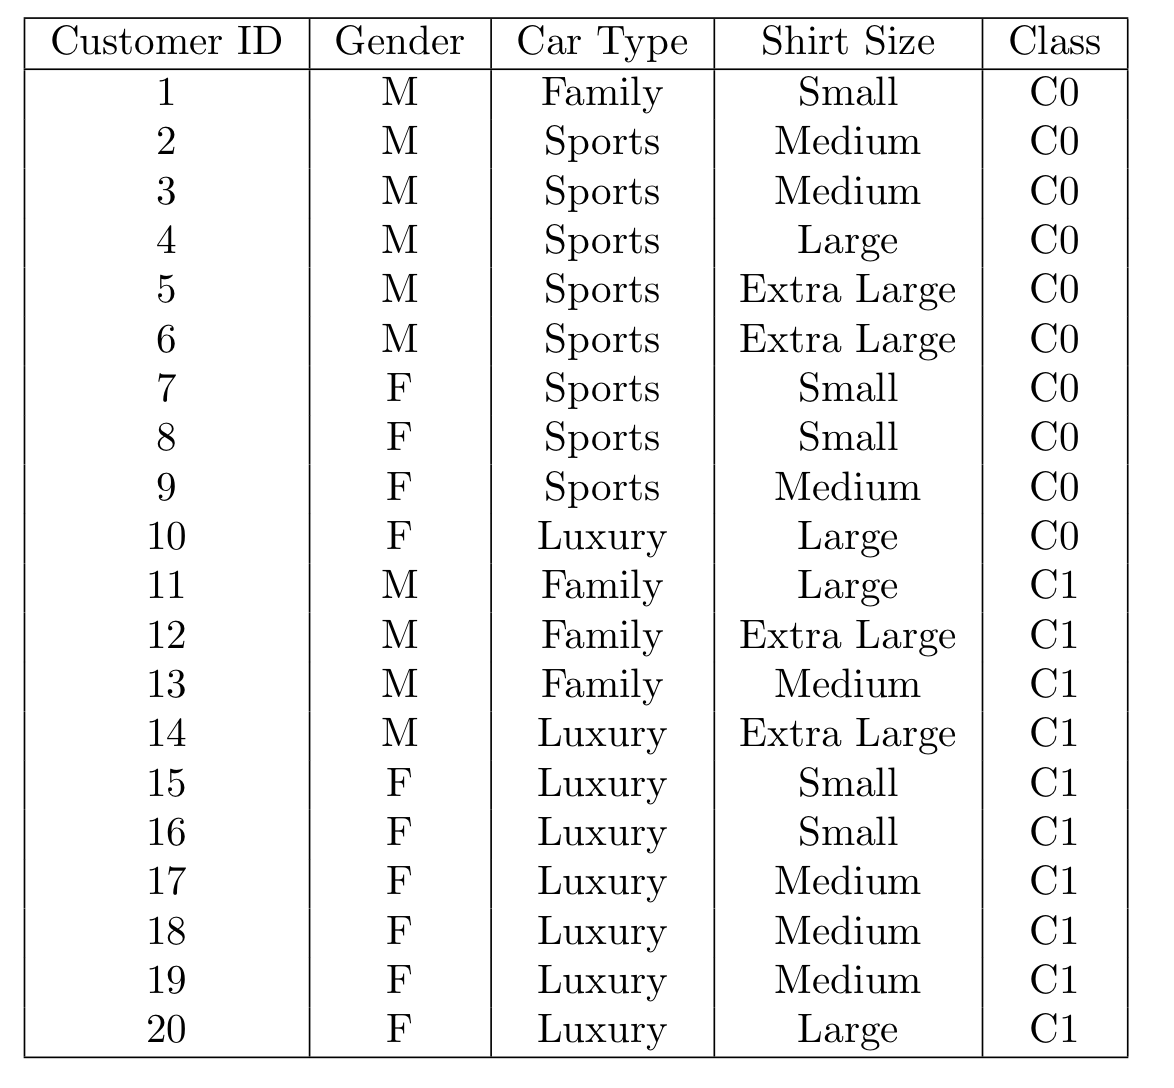 Customer ID Gender Car Type Shirt Size Class
1 M Family Small C0
2 M Sports Medium C0
3 M Sports Medium C0
4 M Sports Large C0
5 M Sports Extra Large C0
6 M Sports Extra Large C0
7 F Sports Small C0
8 F Sports Small C0
9 F Sports Medium C0
10 F Luxury Large C0
11 M Family Large C1
12 M Family Extra Large C1
13 M Family Medium C1
14 M Luxury Extra Large C1
15 F Luxury Small C1
16 F Luxury Small C1
17 F Luxury Medium C1
18 F Luxury Medium C1
19 F Luxury Medium C1
20 F Luxury Large C1